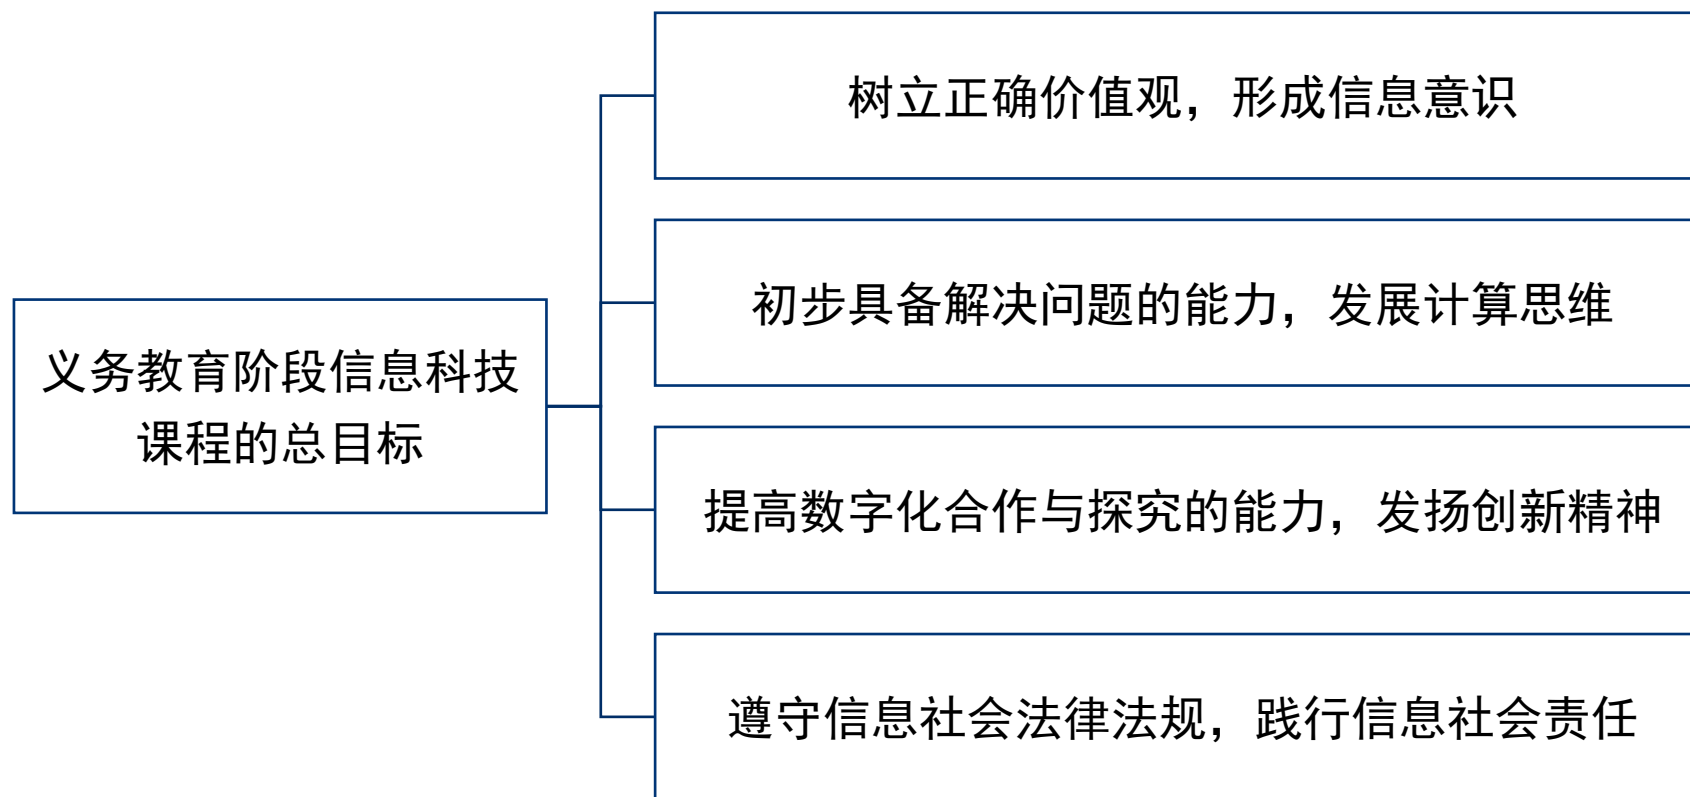 义务教育阶段信息科技
课程的总目标
树立正确价值观，形成信息意识
初步具备解决问题的能力，发展计算思维
提高数字化合作与探究的能力，发扬创新精神
遵守信息社会法律法规，践行信息社会责任